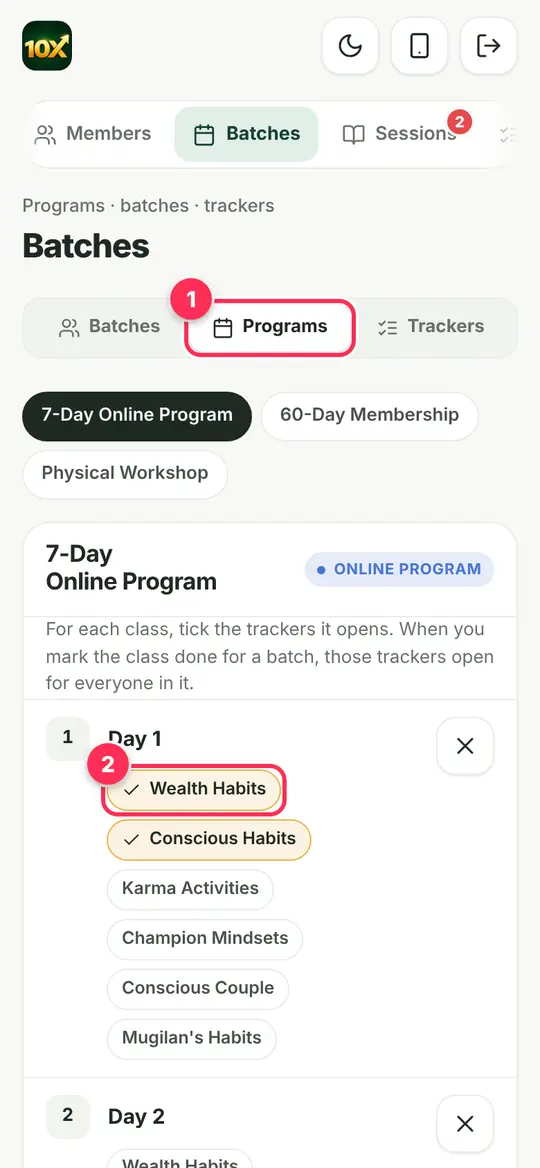 10X
Members
Batches
Sessions
2
Programs · batches · trackers
Batches
1
Batches
Programs
Trackers
7-Day Online Program
60-Day Membership
Physical Workshop
7-Day
Online Program
ONLINE PROGRAM
For each class, tick the trackers it opens. When you
mark the class done for a batch, those trackers open
for everyone in it.
1
Day 1
2
Wealth Habits
Conscious Habits
Karma Activities
Champion Mindsets
Conscious Couple
Mugilan's Habits
2
Day 2
Wealth Habits